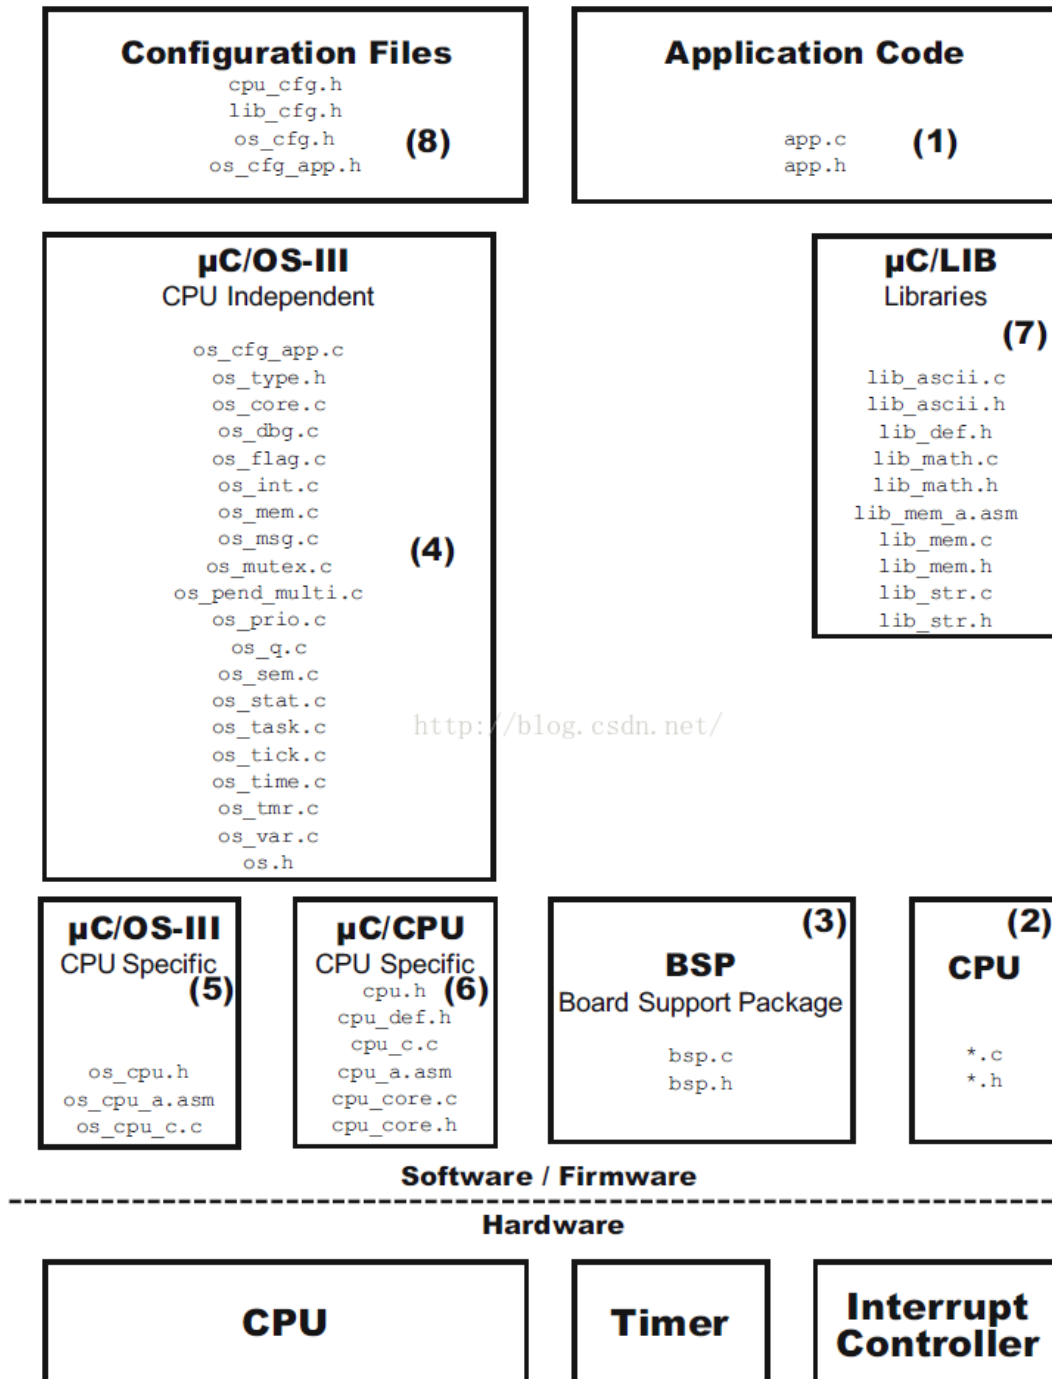 Configuration Files
cpu_cfg.h
lib_cfg.h
os_cfg.h
os_cfg_app.h
(8)
Application Code
app.c
app.h
(1)
µC/OS-III
CPU Independent
os_cfg_app.c
os_type.h
os_core.c
os_dbg.c
os_flag.c
os_int.c
os_mem.c
os_msg.c
os_mutex.c
os_pend_multi.c
os_prio.c
os_q.c
os_sem.c
os_stat.c
os_task.c
os_tick.c
os_time.c
os_tmr.c
os_var.c
os.h
(4)
µC/LIB
Libraries
(7)
lib_ascii.c
lib_ascii.h
lib_def.h
lib_math.c
lib_math.h
lib_mem_a.asm
lib_mem.c
lib_mem.h
lib_str.c
lib_str.h
http://blog.csdn.net/
µC/OS-III
CPU Specific
(5)
os_cpu.h
os_cpu_a.asm
os_cpu_c.c
µC/CPU
CPU Specific
(6)
cpu.h
cpu_def.h
cpu_c.c
cpu_a.asm
cpu_core.c
cpu_core.h
(3)
BSP
Board Support Package
bsp.c
bsp.h
(2)
CPU
*.c
*.h
Software / Firmware
Hardware
CPU
Timer
Interrupt
Controller